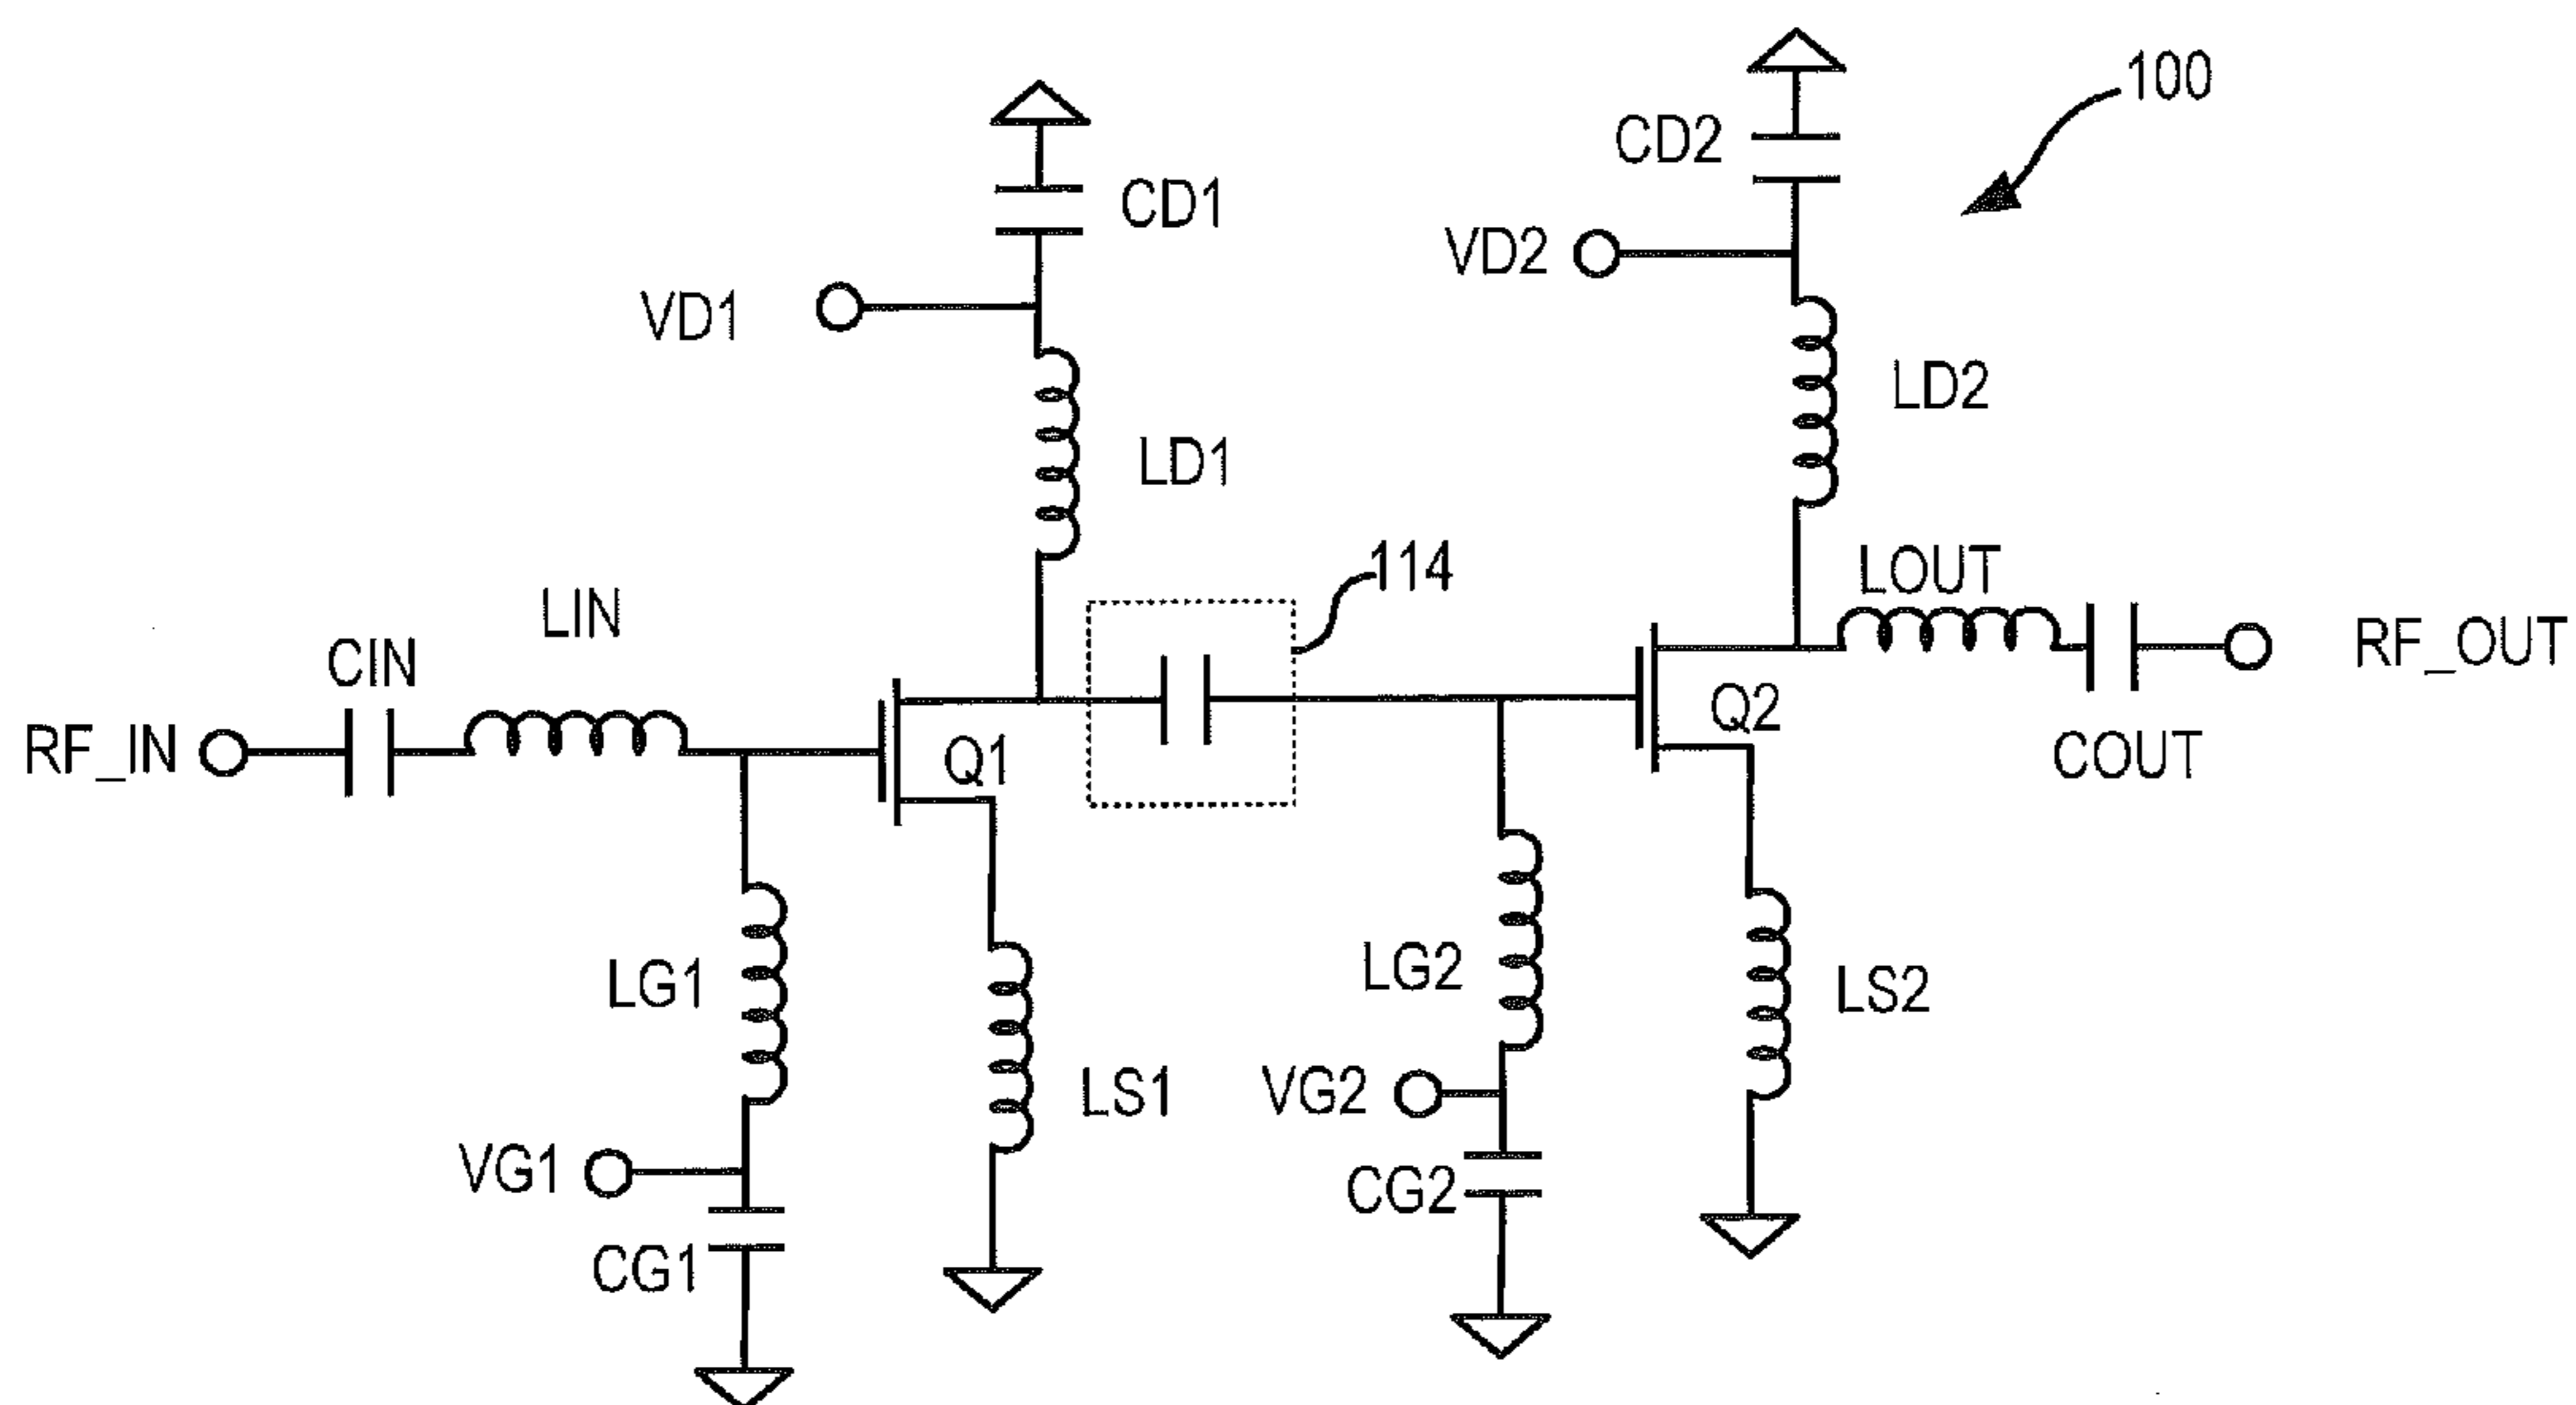 100
CD2
CD1
VD2
VD1
LD2
LD1
114
LOUT
LIN
CIN
RF_OUT
Q2
RF_IN
Q1
COUT
LG1
LG2
LS2
LS1
VG2
VG1
CG2
CG1